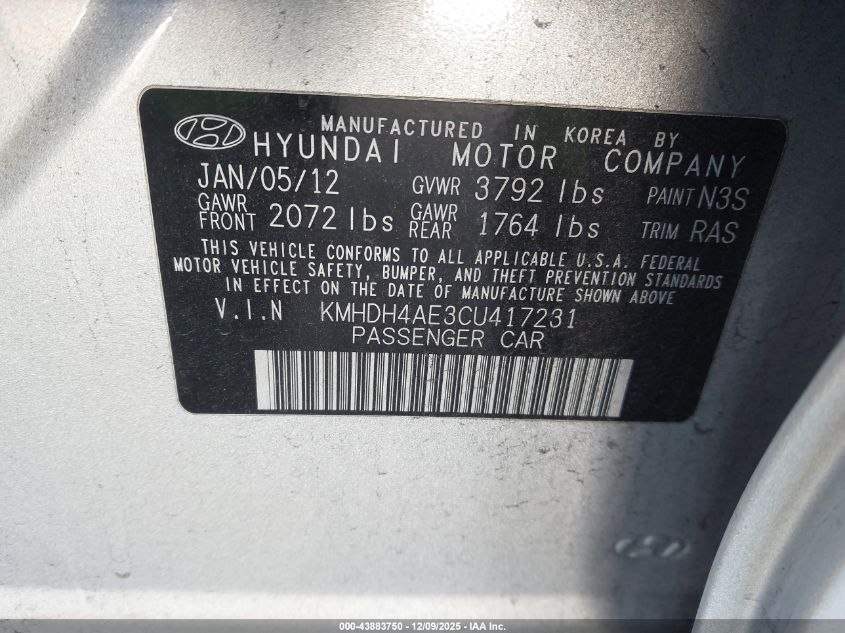 MANUFACTURED IN KOREA BY
HYUNDAI MOTOR COMPANY
JAN/05/12 GVWR 3792 lbs PAINT N3S
GAWR FRONT 2072 lbs GAWR REAR 1764 lbs TRIM RAS
THIS VEHICLE CONFORMS TO ALL APPLICABLE U.S.A. FEDERAL
MOTOR VEHICLE SAFETY, BUMPER, AND THEFT PREVENTION STANDARDS
IN EFFECT ON THE DATE OF MANUFACTURE SHOWN ABOVE
V.I.N KMHDH4AE3CU417231
PASSENGER CAR
000-43883750 - 12/09/2025 - IAA Inc.